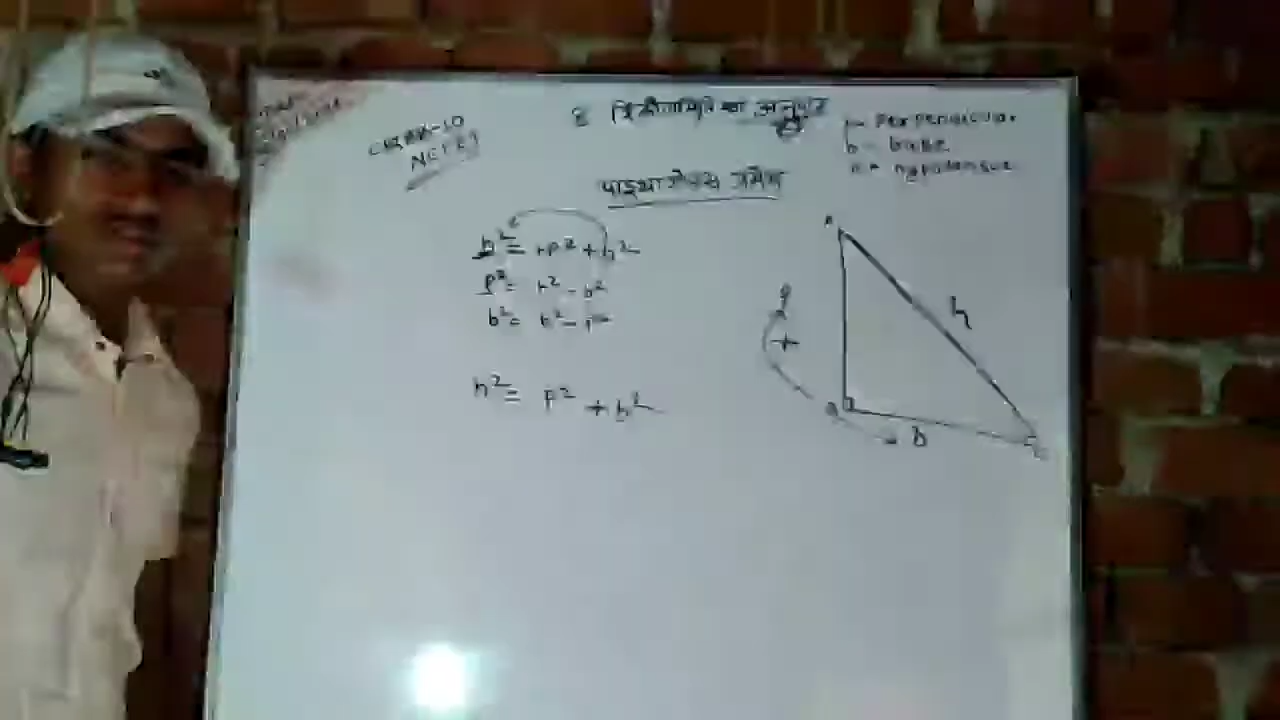 8 त्रिकोणमितिय का अनुपात
CLASS-10
NCERT
p- Perpendicular
b- base
h= hypotenuse
पाइथागोरस प्रमेय
h²= +p²+b²
p²= h²-b²
b²= h²-p²
h²= p² +b²
A
p
+
h
B
b
C